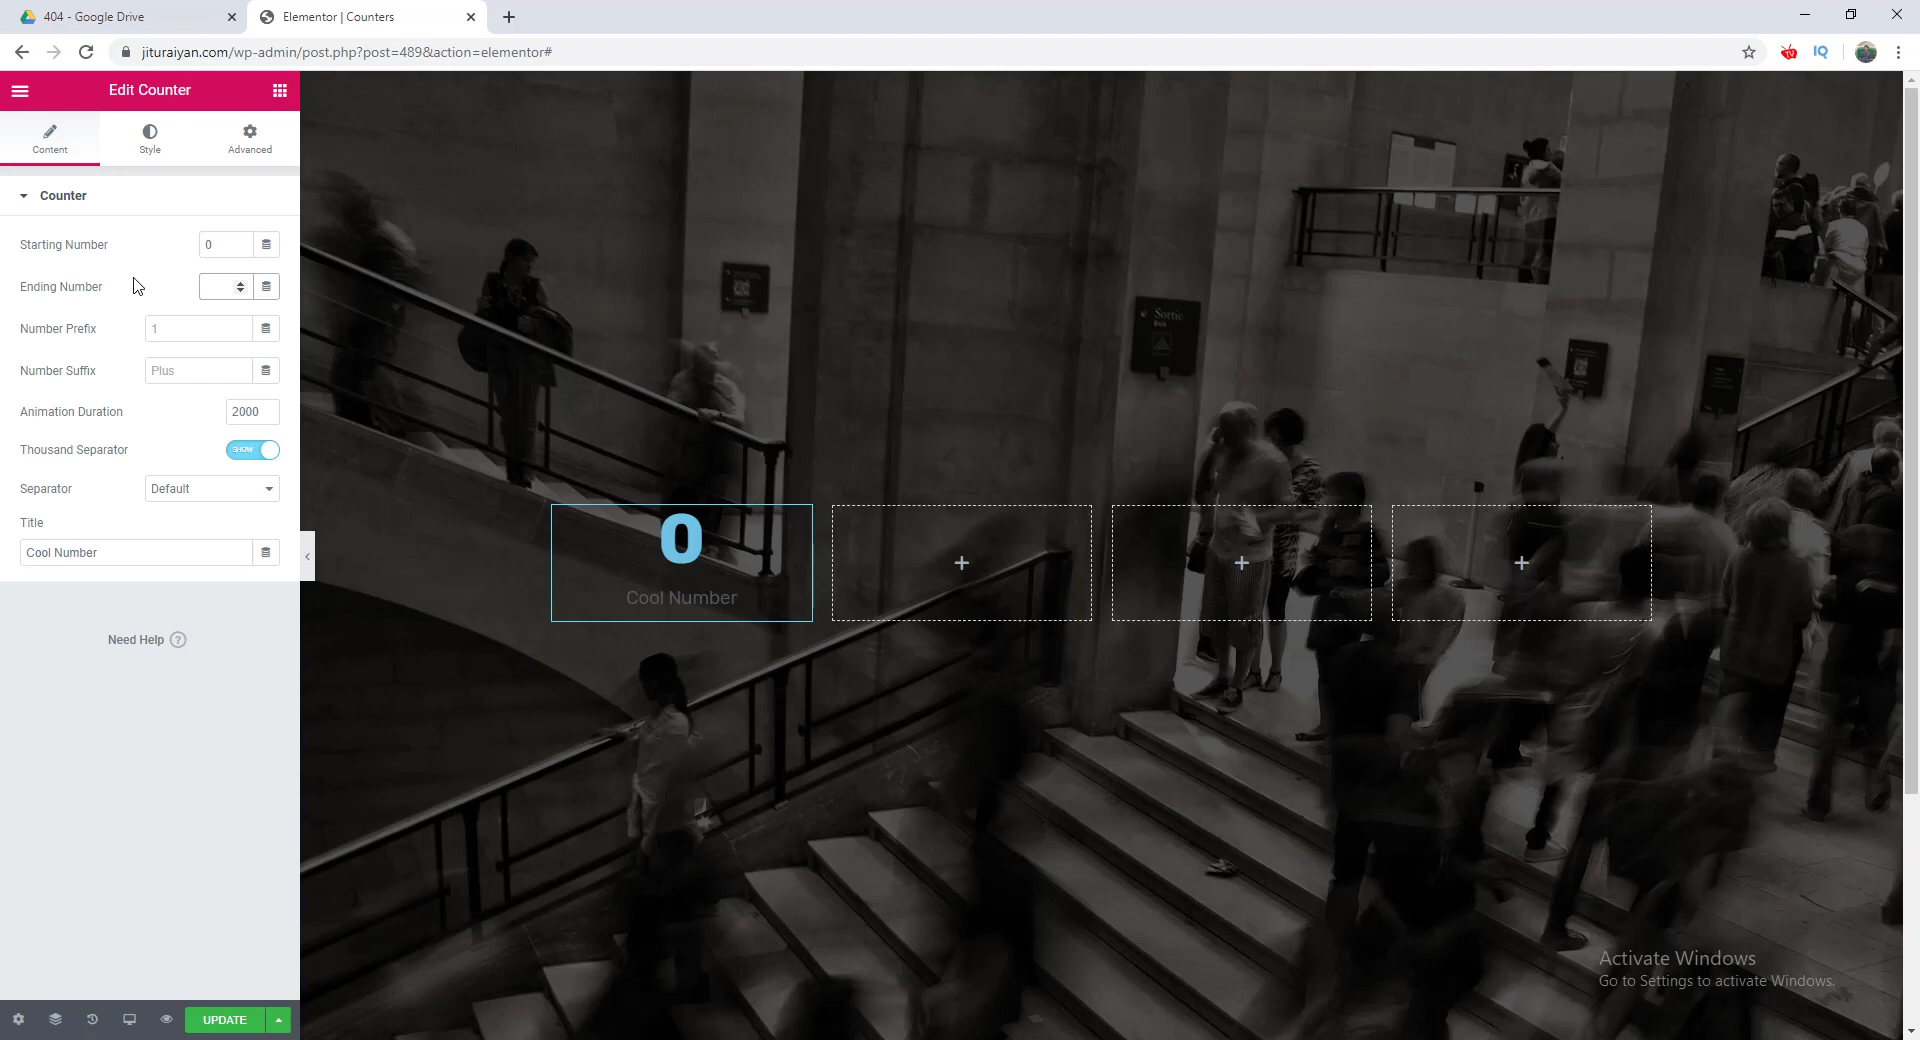 404 - Google Drive
Elementor | Counters
jituraiyan.com/wp-admin/post.php?post=489&action=elementor#
Edit Counter
Content
Style
Advanced
Counter
Starting Number
0
Ending Number
Number Prefix
1
Number Suffix
Plus
Animation Duration
2000
Thousand Separator
SHOW
Separator
Default
Title
Cool Number
Need Help ?
UPDATE
0
Cool Number
Sortie
Activate Windows
Go to Settings to activate Windows.